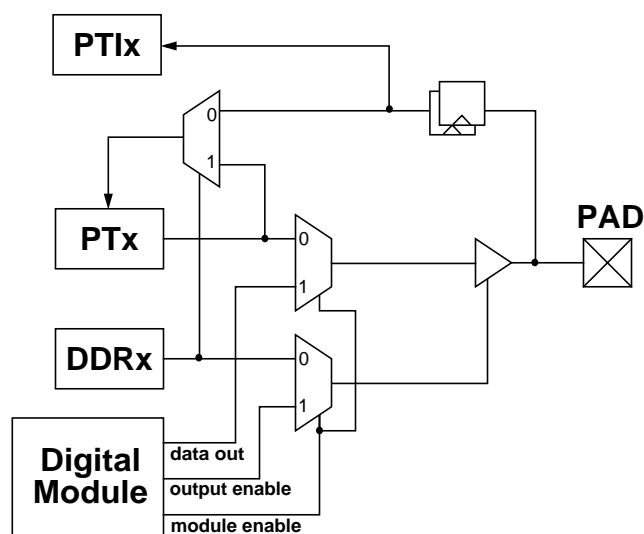 PTIx
0
1
PTx
PAD
0
1
DDRx
0
1
Digital
Module
data out
output enable
module enable